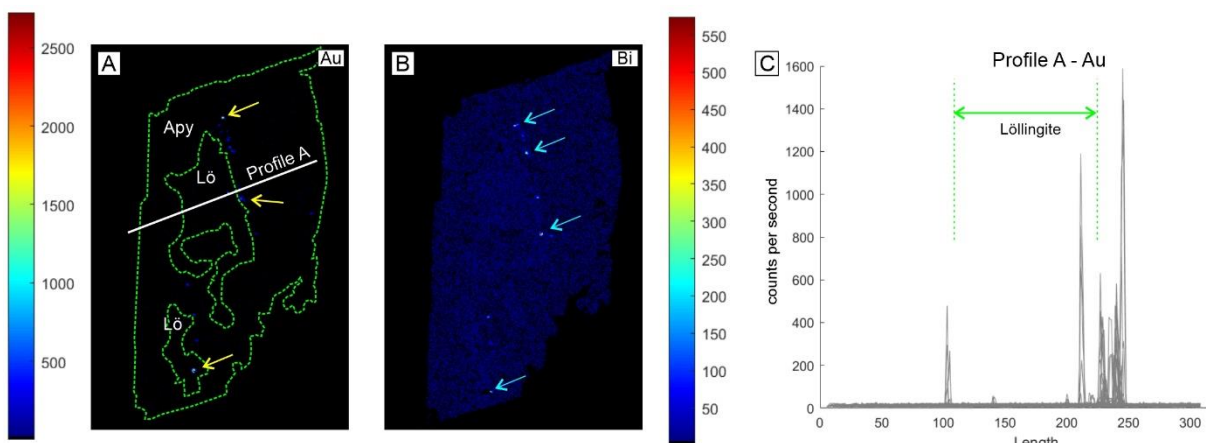 2500
2000
1500
1000
500
A
Au
Apy
Lö
Profile A
Lö
B
Bi
550
500
450
400
350
300
250
200
150
100
50
C
Profile A - Au
Löllingite
counts per second
1600
1400
1200
1000
800
600
400
200
0
0 50 100 150 200 250 300
Length